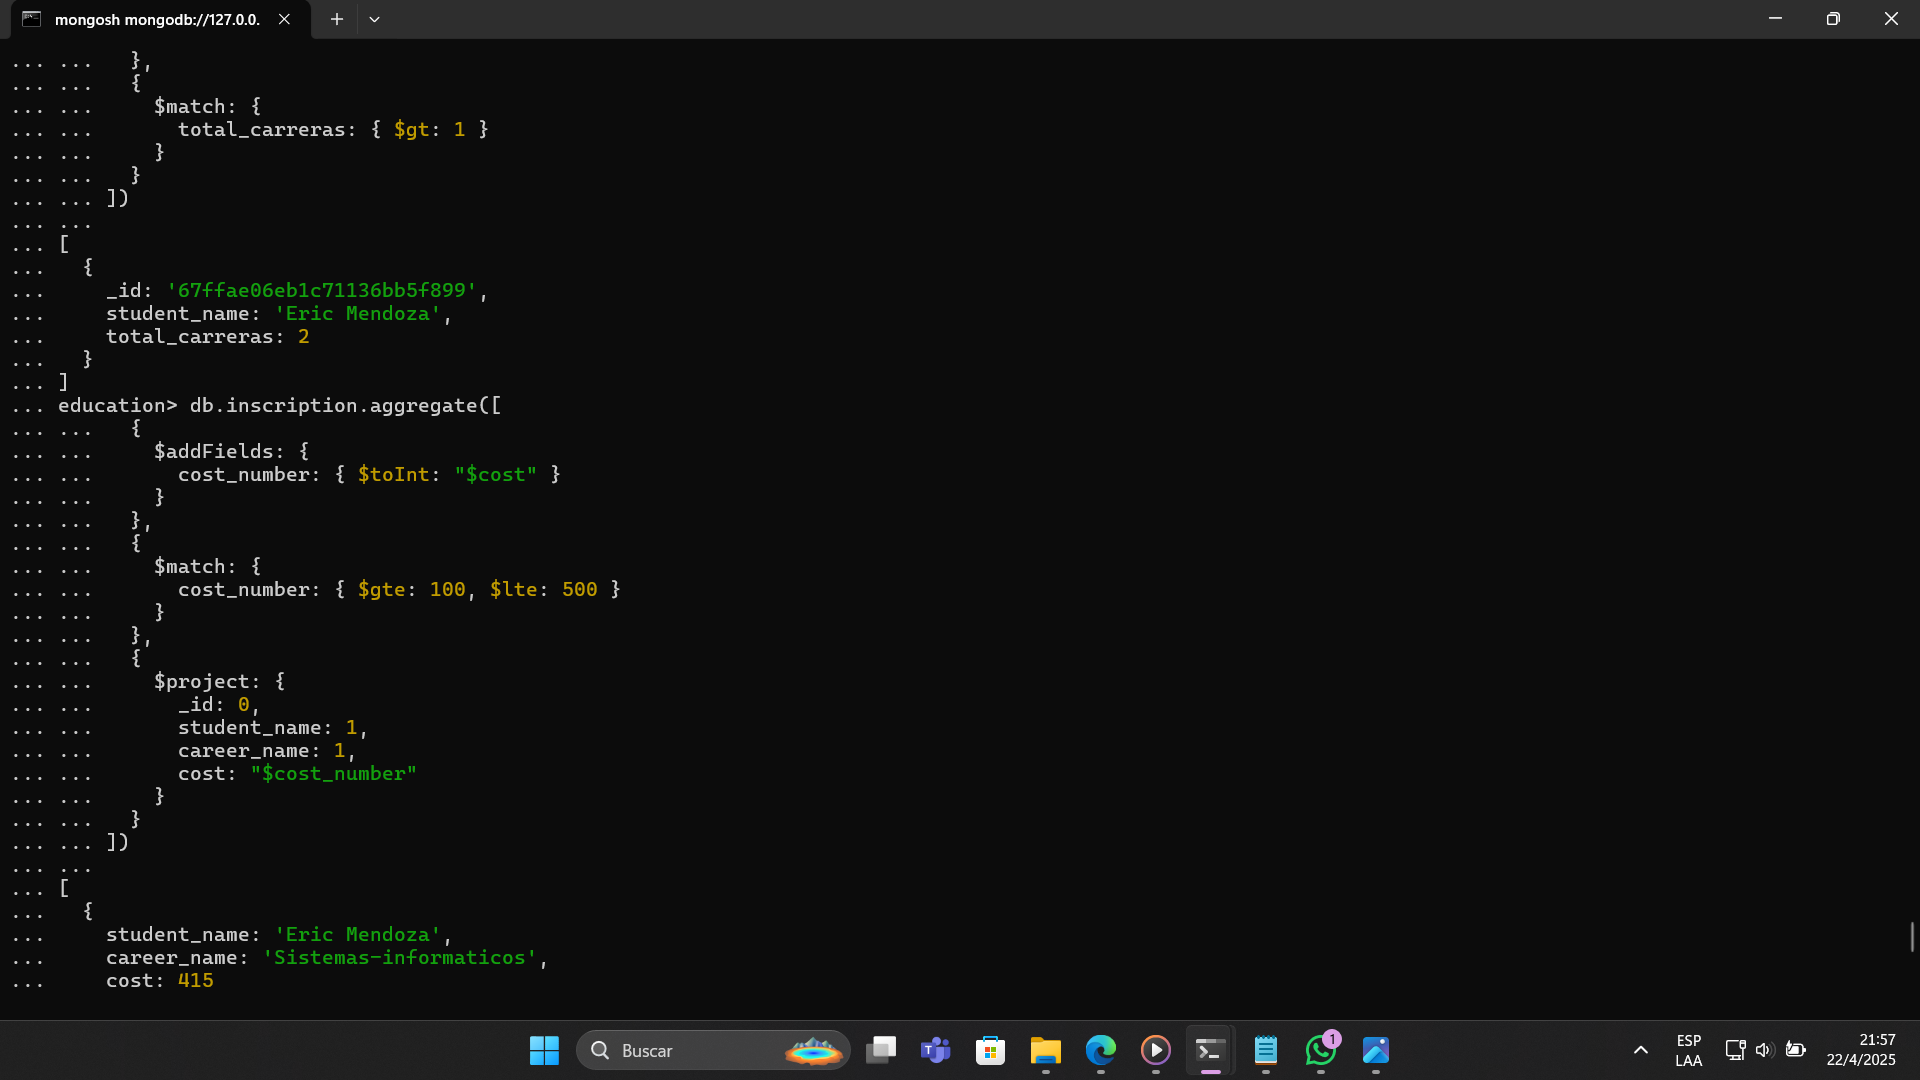 mongosh mongodb://127.0.0.
... ...   },
... ...   {
... ...     $match: {
... ...       total_carreras: { $gt: 1 }
... ...     }
... ...   }
... ... ])
... ...
... [
...   {
...     _id: '67ffae06eb1c71136bb5f899',
...     student_name: 'Eric Mendoza',
...     total_carreras: 2
...   }
... ]
... education> db.inscription.aggregate([
... ...   {
... ...     $addFields: {
... ...       cost_number: { $toInt: "$cost" }
... ...     }
... ...   },
... ...   {
... ...     $match: {
... ...       cost_number: { $gte: 100, $lte: 500 }
... ...     }
... ...   },
... ...   {
... ...     $project: {
... ...       _id: 0,
... ...       student_name: 1,
... ...       career_name: 1,
... ...       cost: "$cost_number"
... ...     }
... ...   }
... ... ])
... ...
... [
...   {
...     student_name: 'Eric Mendoza',
...     career_name: 'Sistemas-informaticos',
...     cost: 415
Buscar
1
ESP
LAA
21:57
22/4/2025